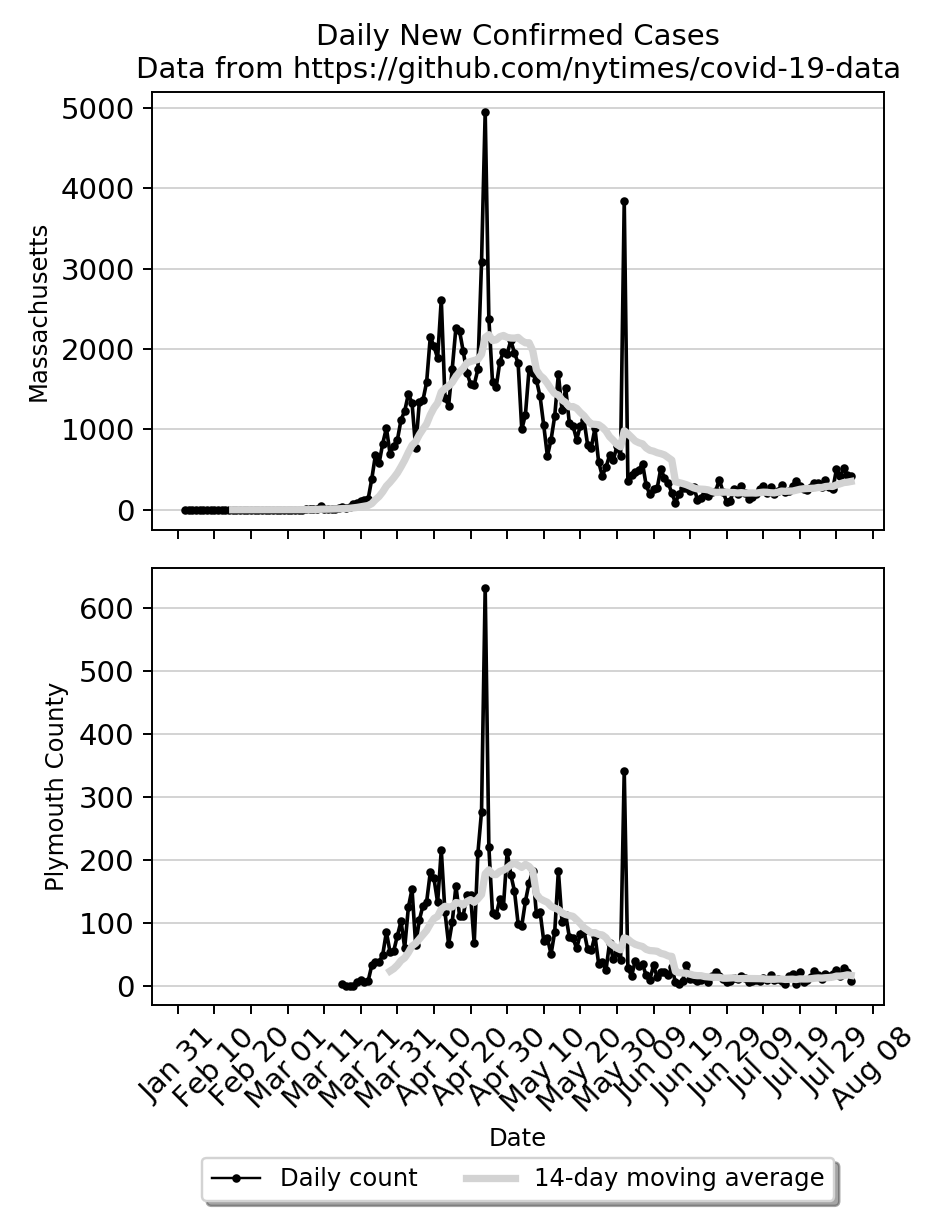 Daily New Confirmed Cases
Data from https://github.com/nytimes/covid-19-data
5000
4000
3000
2000
1000
0
Massachusetts
600
500
400
300
200
100
0
Plymouth County
Jan 31
Feb 10
Feb 20
Mar 01
Mar 11
Mar 21
Mar 31
Apr 10
Apr 20
Apr 30
May 10
May 20
May 30
Jun 09
Jun 19
Jun 29
Jul 09
Jul 19
Jul 29
Aug 08
Date
Daily count
14-day moving average